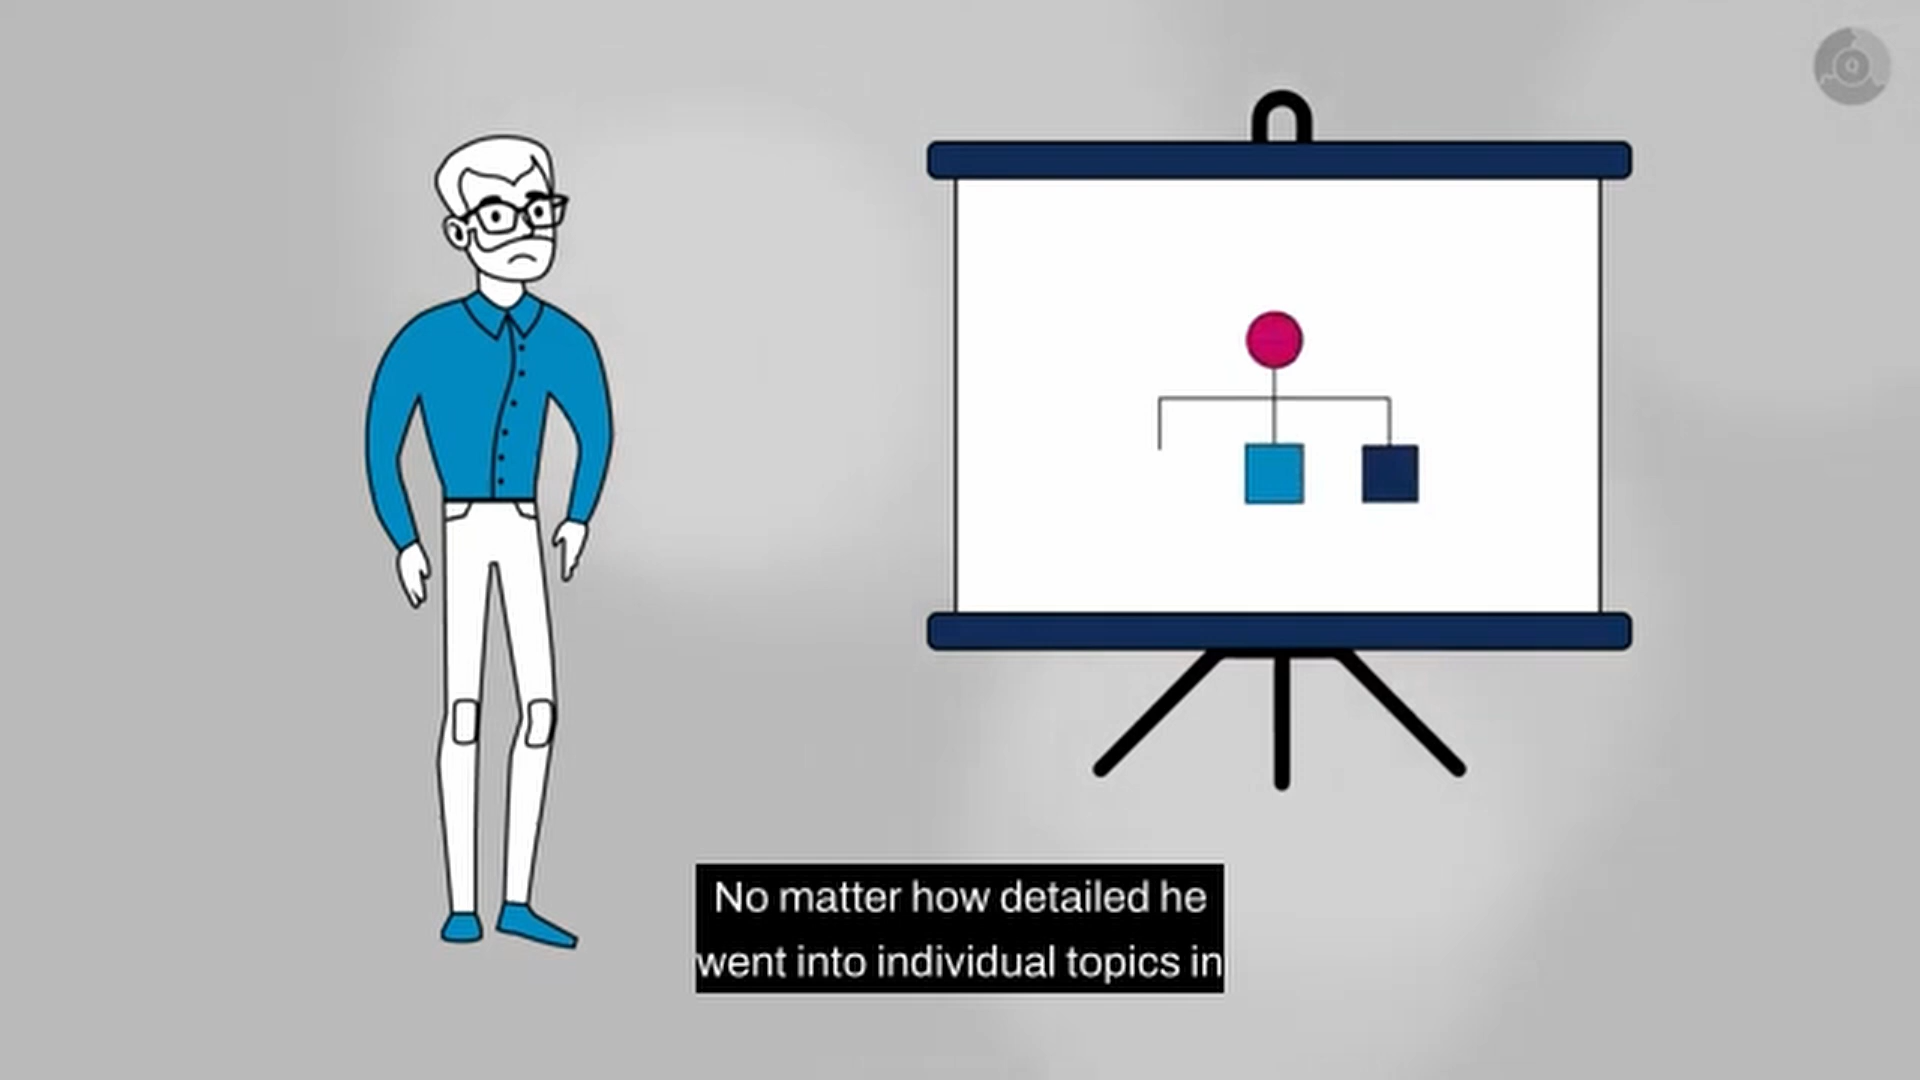 No matter how detailed he
went into individual topics in